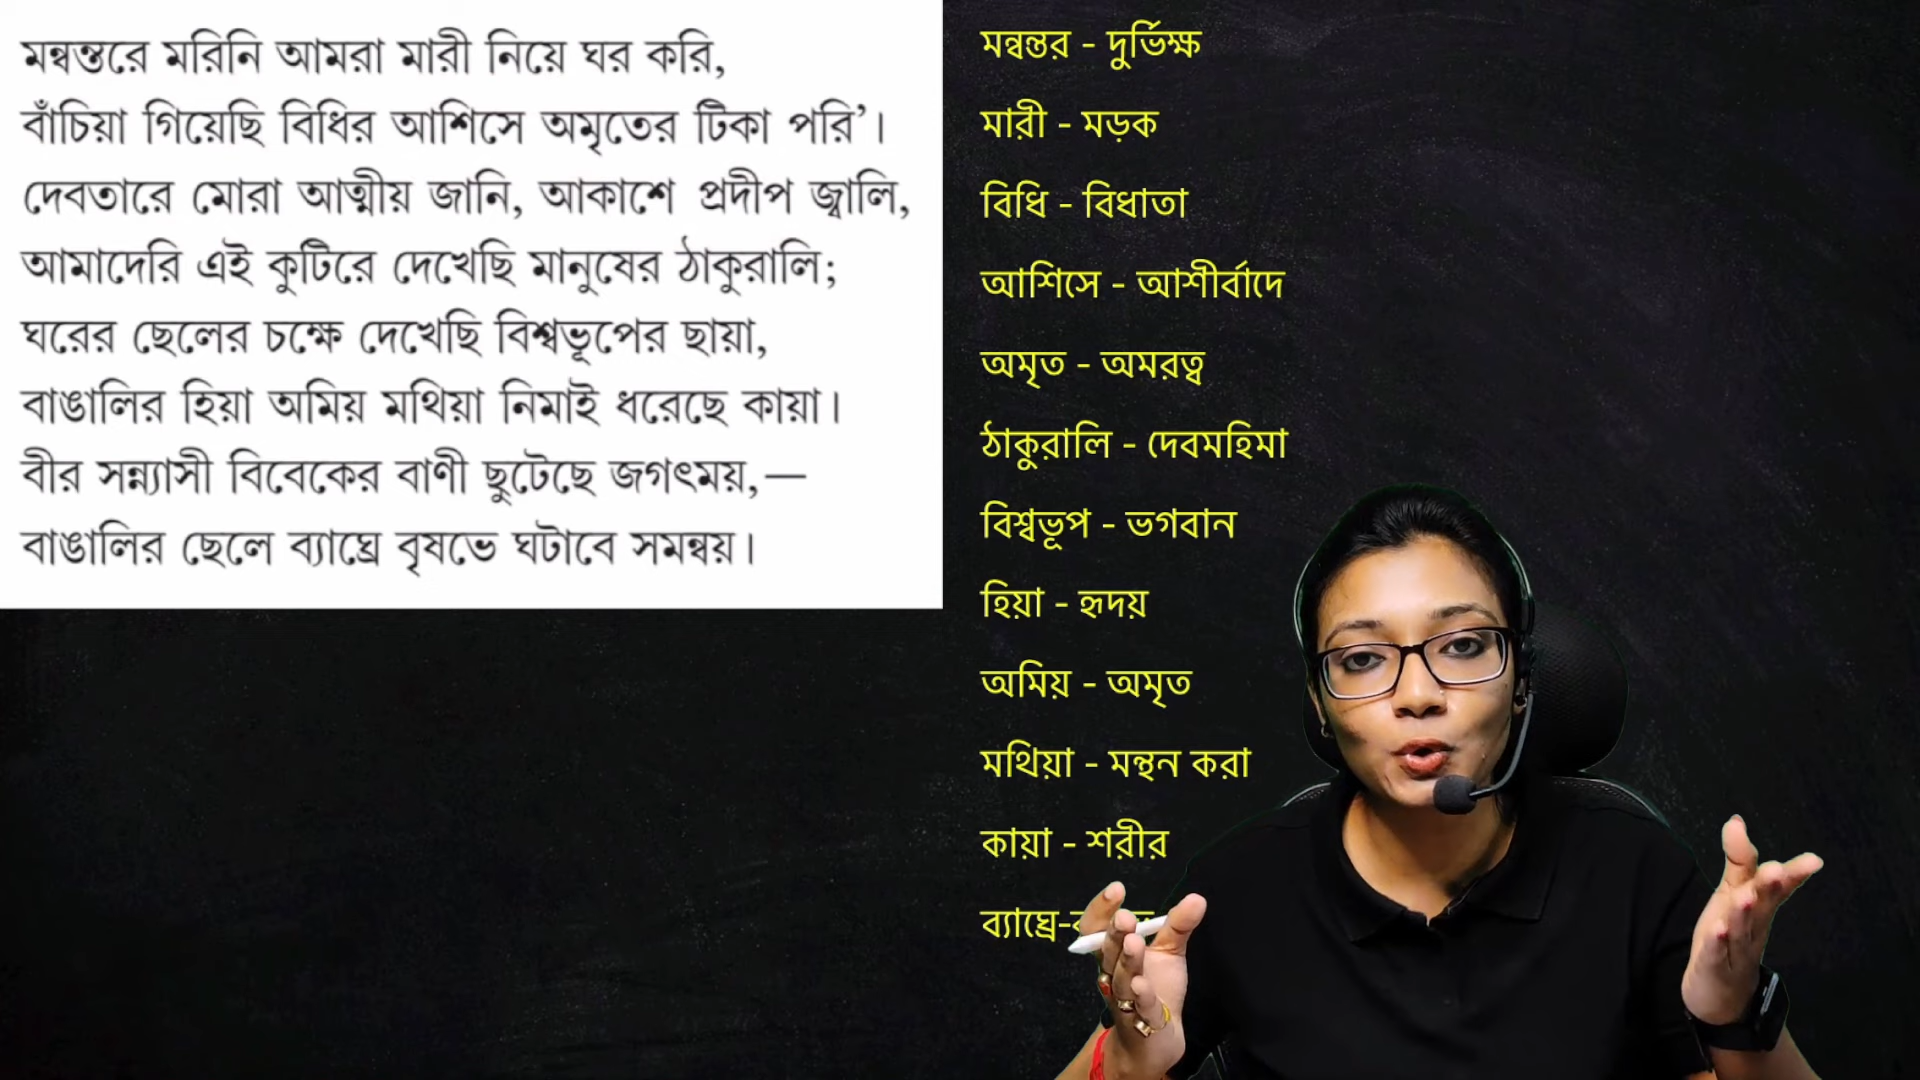 মন্বন্তরে মরিনি আমরা মারী নিয়ে ঘর করি,
বাঁচিয়া গিয়েছি বিধির আশিসে অমৃতের টিকা পরি’।
দেবতারে মোরা আত্মীয় জানি, আকাশে প্রদীপ জ্বালি,
আমাদেরি এই কুটিরে দেখেছি মানুষের ঠাকুরালি;
ঘরের ছেলের চক্ষে দেখেছি বিশ্বভূপের ছায়া,
বাঙালির হিয়া অমিয় মথিয়া নিমাই ধরেছে কায়া।
বীর সন্ন্যাসী বিবেকের বাণী ছুটেছে জগৎময়,—
বাঙালির ছেলে ব্যাঘ্রে বৃষভে ঘটাবে সমন্বয়।
মন্বন্তর - দুর্ভিক্ষ
মারী - মড়ক
বিধি - বিধাতা
আশিসে - আশীর্বাদে
অমৃত - অমরত্ব
ঠাকুরালি - দেবমহিমা
বিশ্বভূপ - ভগবান
হিয়া - হৃদয়
অমিয় - অমৃত
মথিয়া - মন্থন করা
কায়া - শরীর
ব্যাঘ্রে-